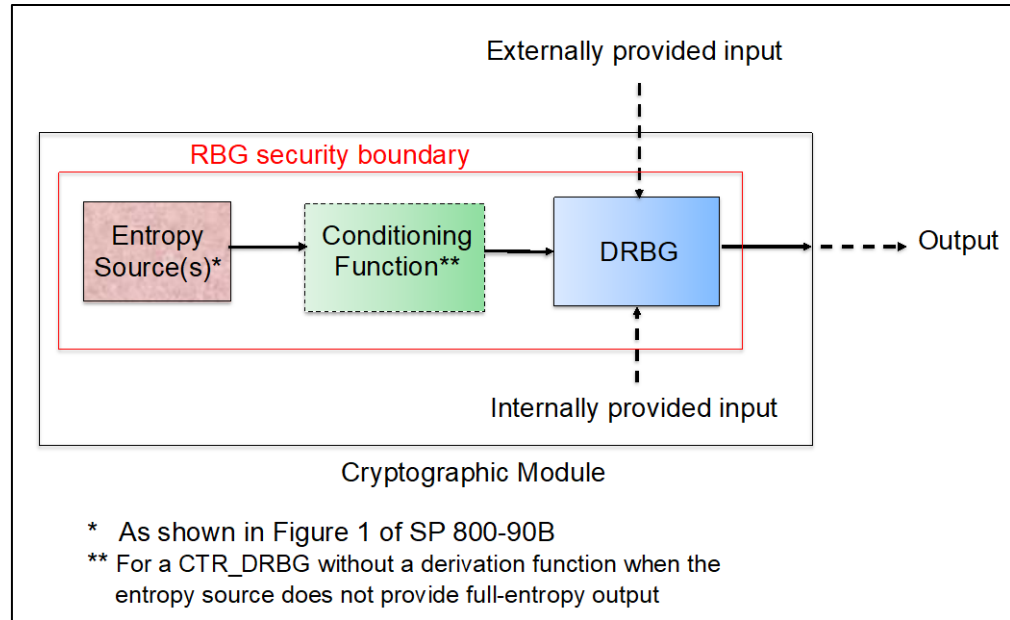 Externally provided input
RBG security boundary
Entropy
Source(s)*
Conditioning
Function**
DRBG
Output
Internally provided input
Cryptographic Module
* As shown in Figure 1 of SP 800-90B
** For a CTR_DRBG without a derivation function when the
entropy source does not provide full-entropy output